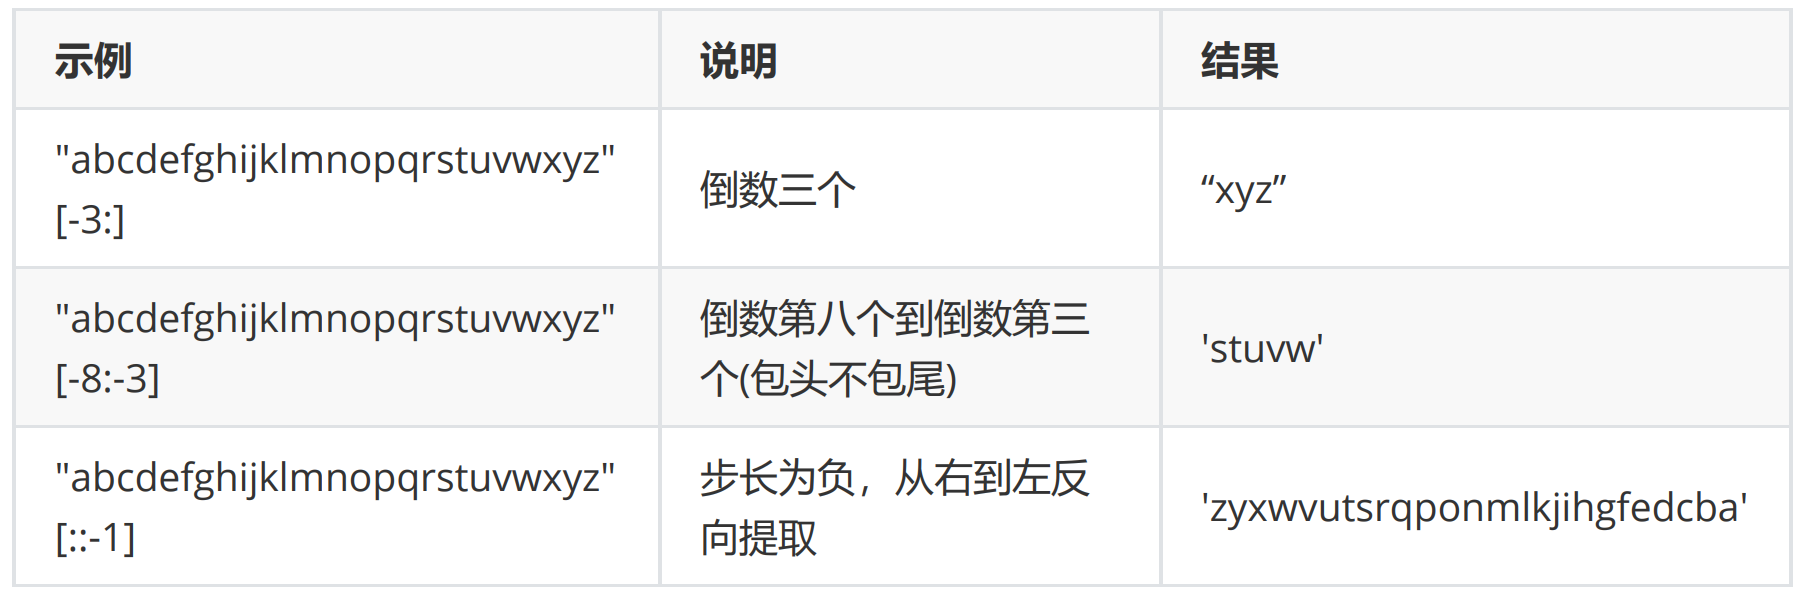 示例
说明
结果
"abcdefghijklmnopqrstuvwxyz"
[-3:]
倒数三个
“xyz”
"abcdefghijklmnopqrstuvwxyz"
[-8:-3]
倒数第八个到倒数第三
个(包头不包尾)
'stuvw'
"abcdefghijklmnopqrstuvwxyz"
[::-1]
步长为负，从右到左反
向提取
'zyxwvutsrqponmlkjihgfedcba'